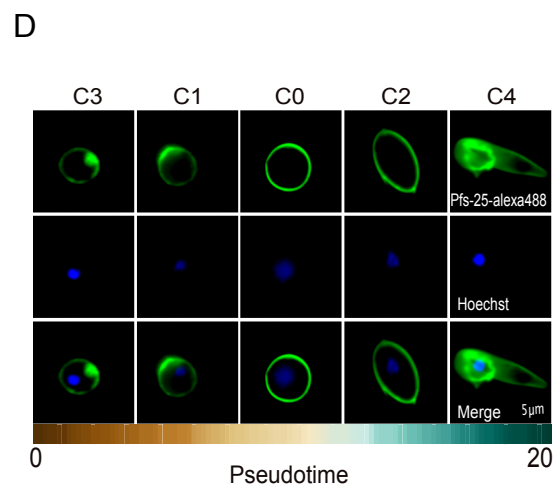 D
C3 C1 C0 C2 C4
Pfs-25-alexa488
Hoechst
Merge 5μm
0 20
Pseudotime